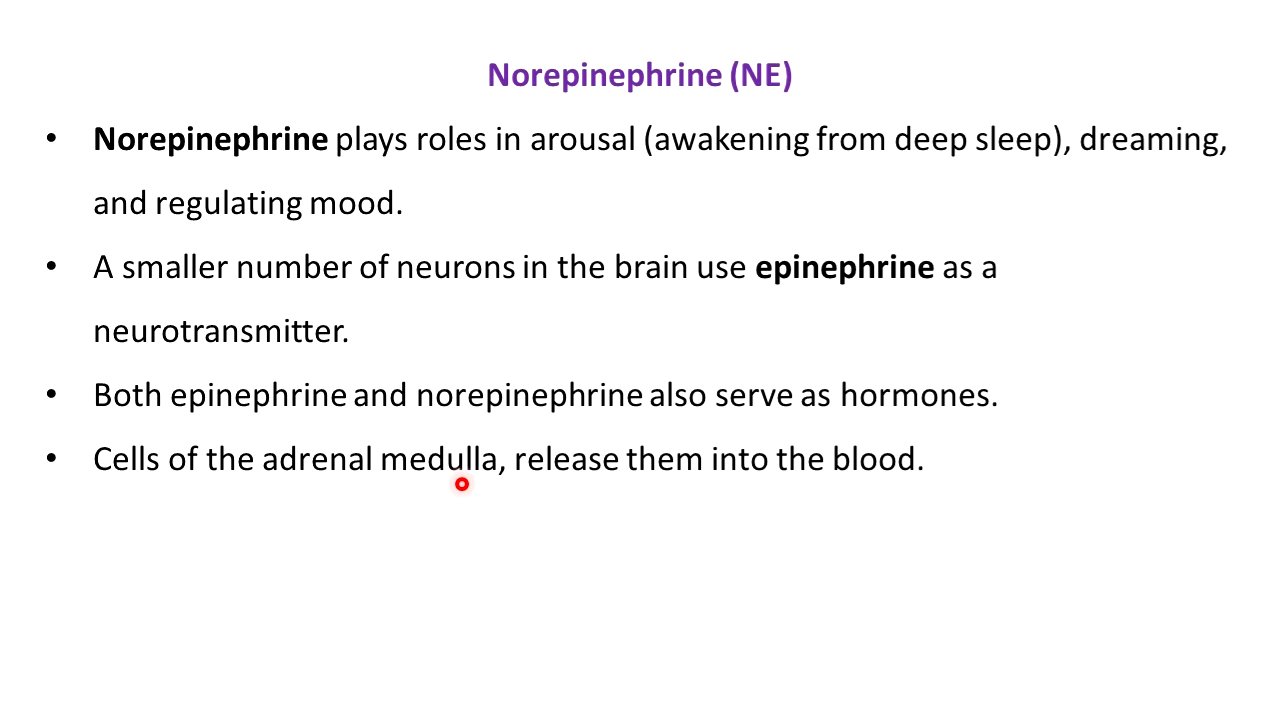 Norepinephrine (NE)
• Norepinephrine plays roles in arousal (awakening from deep sleep), dreaming,
and regulating mood.
• A smaller number of neurons in the brain use epinephrine as a
neurotransmitter.
• Both epinephrine and norepinephrine also serve as hormones.
• Cells of the adrenal medulla, release them into the blood.